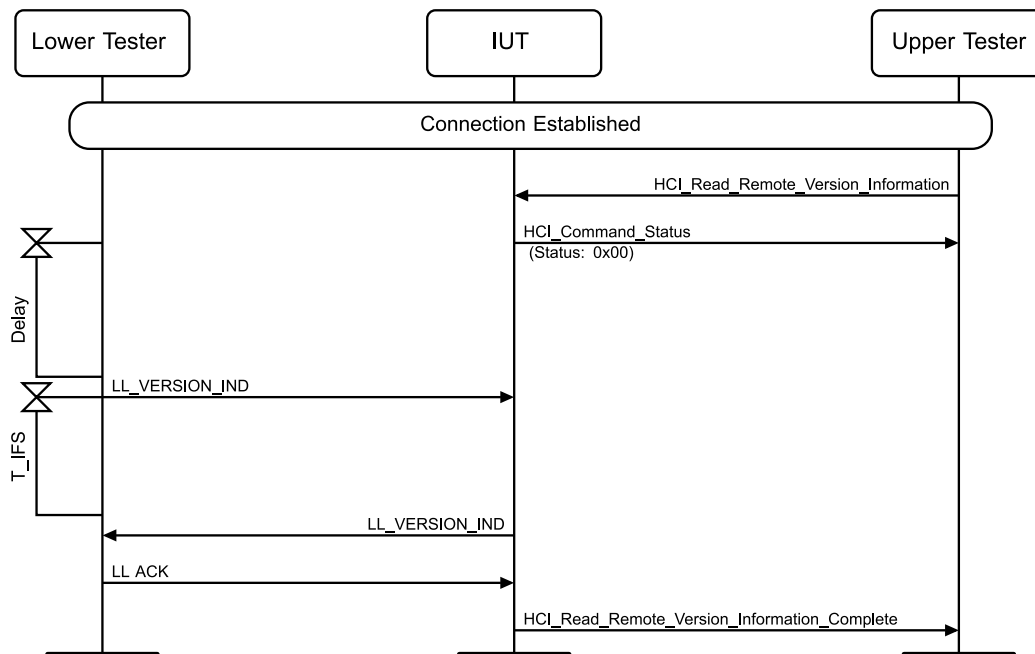 Lower Tester
IUT
Upper Tester
Connection Established
HCI_Read_Remote_Version_Information
HCI_Command_Status
(Status: 0x00)
Delay
LL_VERSION_IND
T_IFS
LL_VERSION_IND
LL ACK
HCI_Read_Remote_Version_Information_Complete